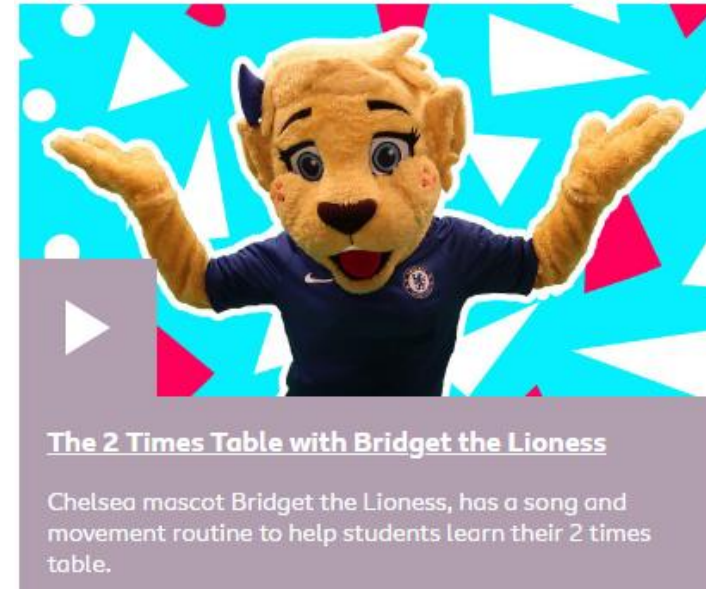 The 2 Times Table with Bridget the Lioness
Chelsea mascot Bridget the Lioness, has a song and
movement routine to help students learn their 2 times
table.